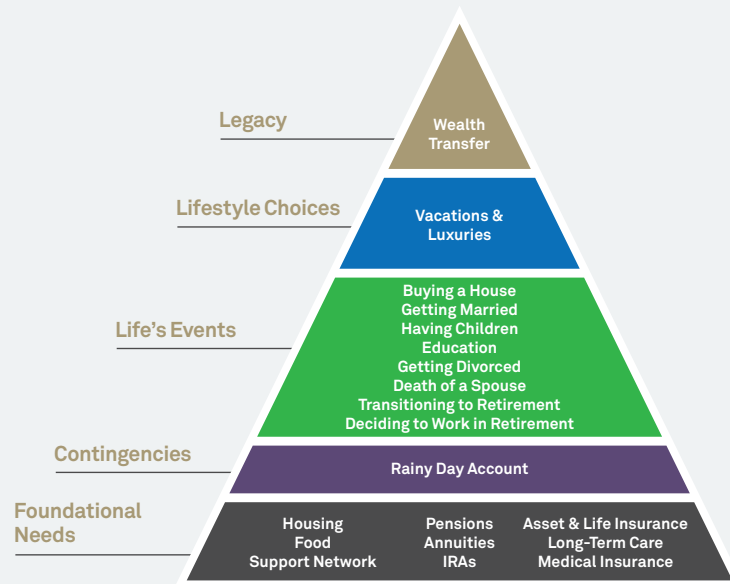 Legacy
Wealth
Transfer
Lifestyle Choices
Vacations &
Luxuries
Life's Events
Buying a House
Getting Married
Having Children
Education
Getting Divorced
Death of a Spouse
Transitioning to Retirement
Deciding to Work in Retirement
Contingencies
Rainy Day Account
Foundational
Needs
Housing
Food
Support Network
Pensions
Annuities
IRAs
Asset & Life Insurance
Long-Term Care
Medical Insurance